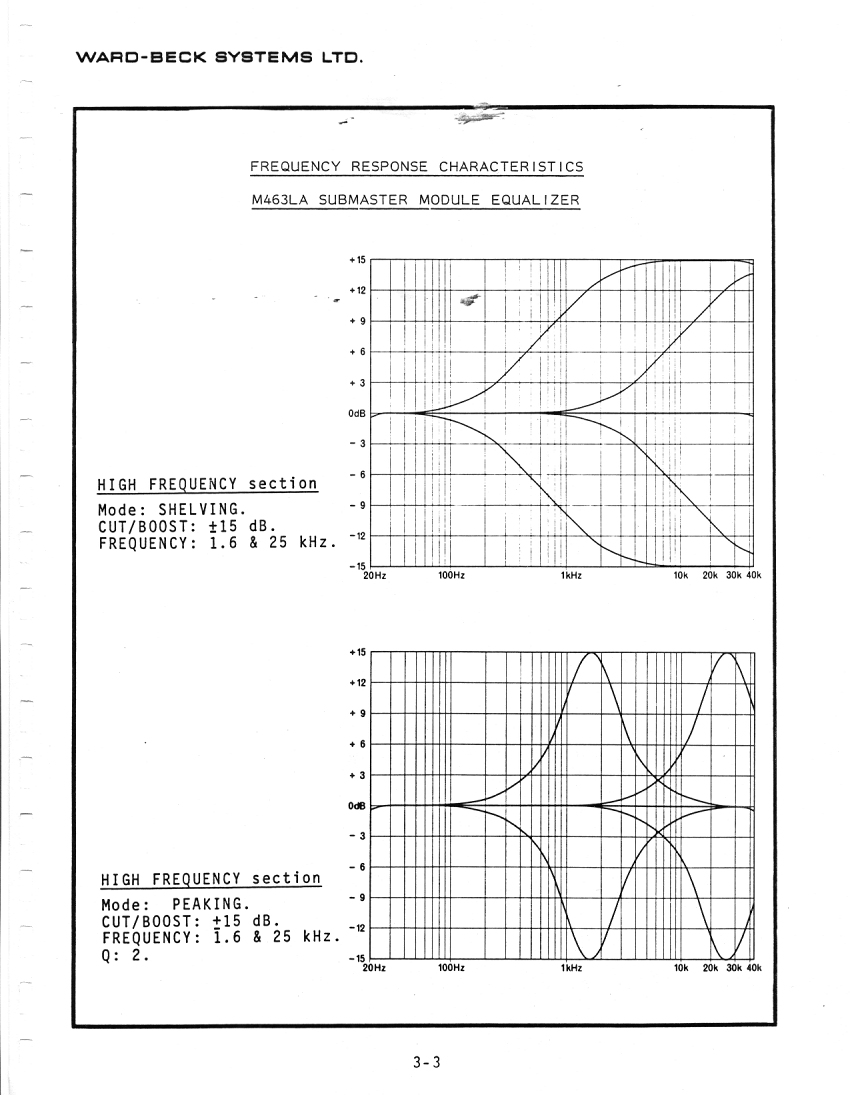 WARD-BECK SYSTEMS LTD.
FREQUENCY RESPONSE CHARACTERISTICS
M463LA SUBMASTER MODULE EQUALIZER
+15
+12
+ 9
+ 6
+ 3
0dB
- 3
- 6
- 9
-12
-15
20Hz 100Hz 1kHz 10k 20k 30k 40k
HIGH FREQUENCY section
Mode: SHELVING.
CUT/BOOST: ±15 dB.
FREQUENCY: 1.6 & 25 kHz.
+15
+12
+ 9
+ 6
+ 3
0dB
- 3
- 6
- 9
-12
-15
20Hz 100Hz 1kHz 10k 20k 30k 40k
HIGH FREQUENCY section
Mode: PEAKING.
CUT/BOOST: ±15 dB.
FREQUENCY: 1.6 & 25 kHz.
Q: 2.
3-3